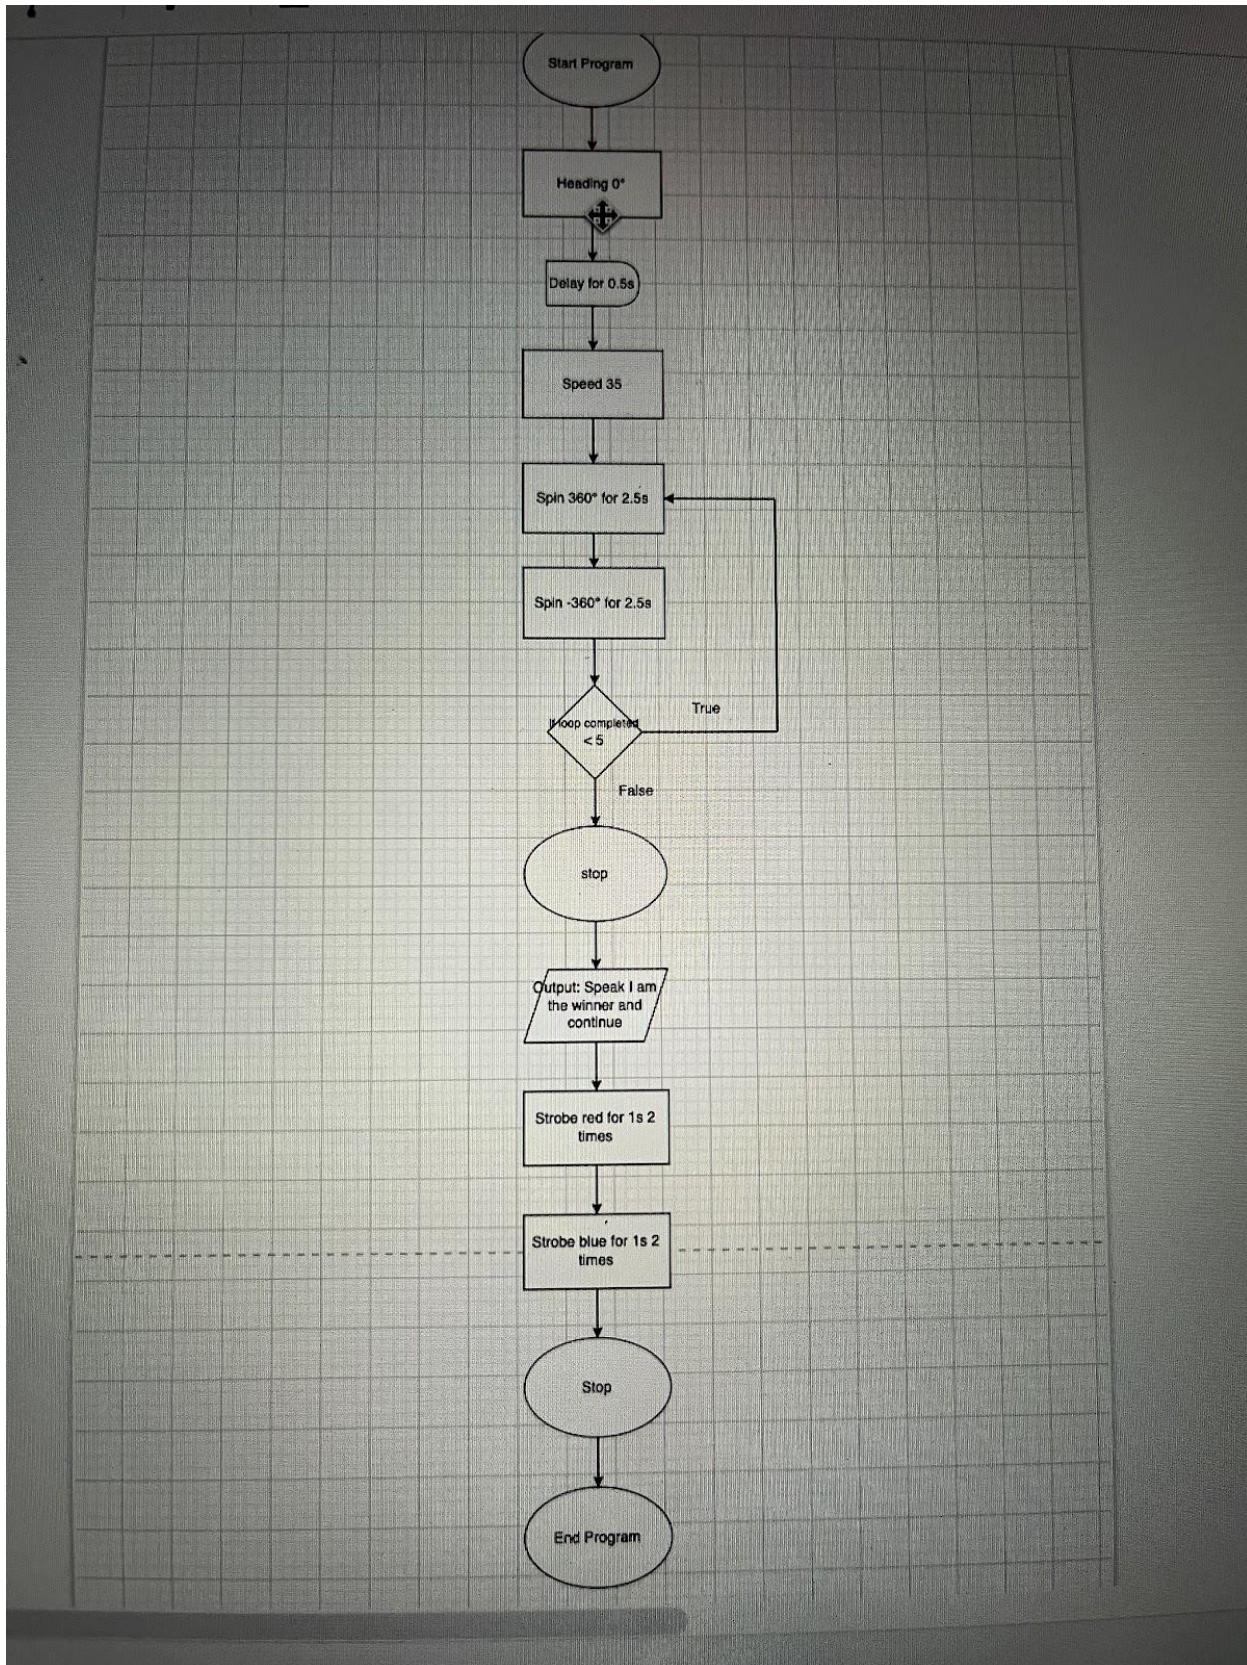 Start Program
Heading 0°
Delay for 0.5s
Speed 35
Spin 360° for 2.5s
Spin -360° for 2.5s
If loop completed
< 5
True
False
stop
Output: Speak I am
the winner and
continue
Strobe red for 1s 2
times
Strobe blue for 1s 2
times
Stop
End Program